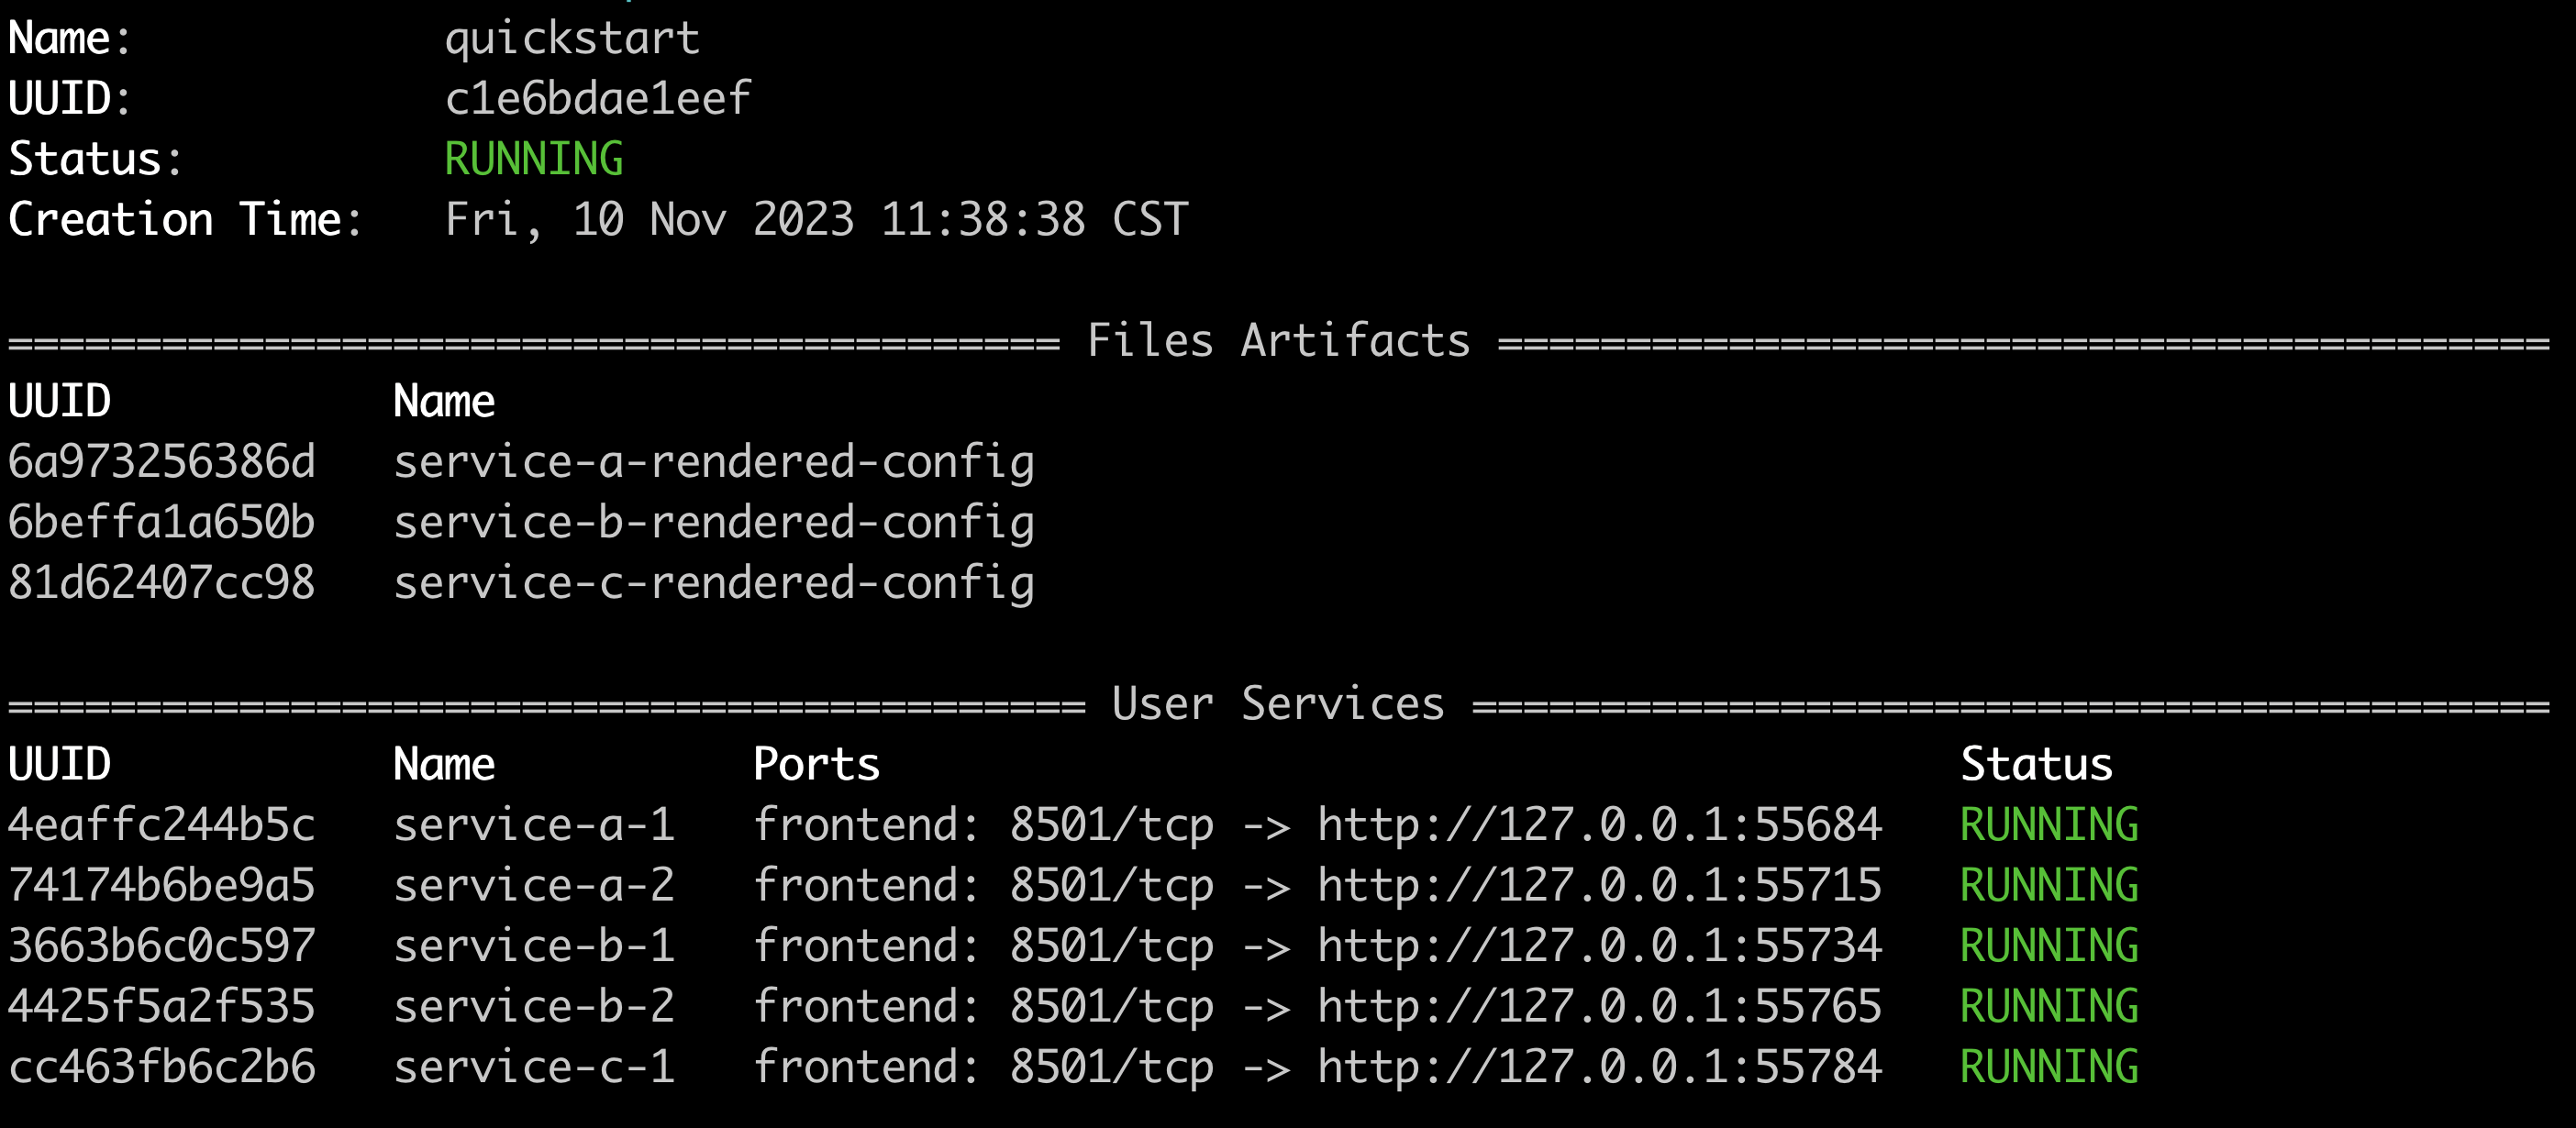 Name: quickstart
UUID: c1e6bdae1eef
Status: RUNNING
Creation Time: Fri, 10 Nov 2023 11:38:38 CST
========================================= Files Artifacts =========================================
UUID Name
6a973256386d service-a-rendered-config
6beffa1a650b service-b-rendered-config
81d62407cc98 service-c-rendered-config
========================================== User Services ==========================================
UUID Name Ports Status
4eaffc244b5c service-a-1 frontend: 8501/tcp -> http://127.0.0.1:55684 RUNNING
74174b6be9a5 service-a-2 frontend: 8501/tcp -> http://127.0.0.1:55715 RUNNING
3663b6c0c597 service-b-1 frontend: 8501/tcp -> http://127.0.0.1:55734 RUNNING
4425f5a2f535 service-b-2 frontend: 8501/tcp -> http://127.0.0.1:55765 RUNNING
cc463fb6c2b6 service-c-1 frontend: 8501/tcp -> http://127.0.0.1:55784 RUNNING